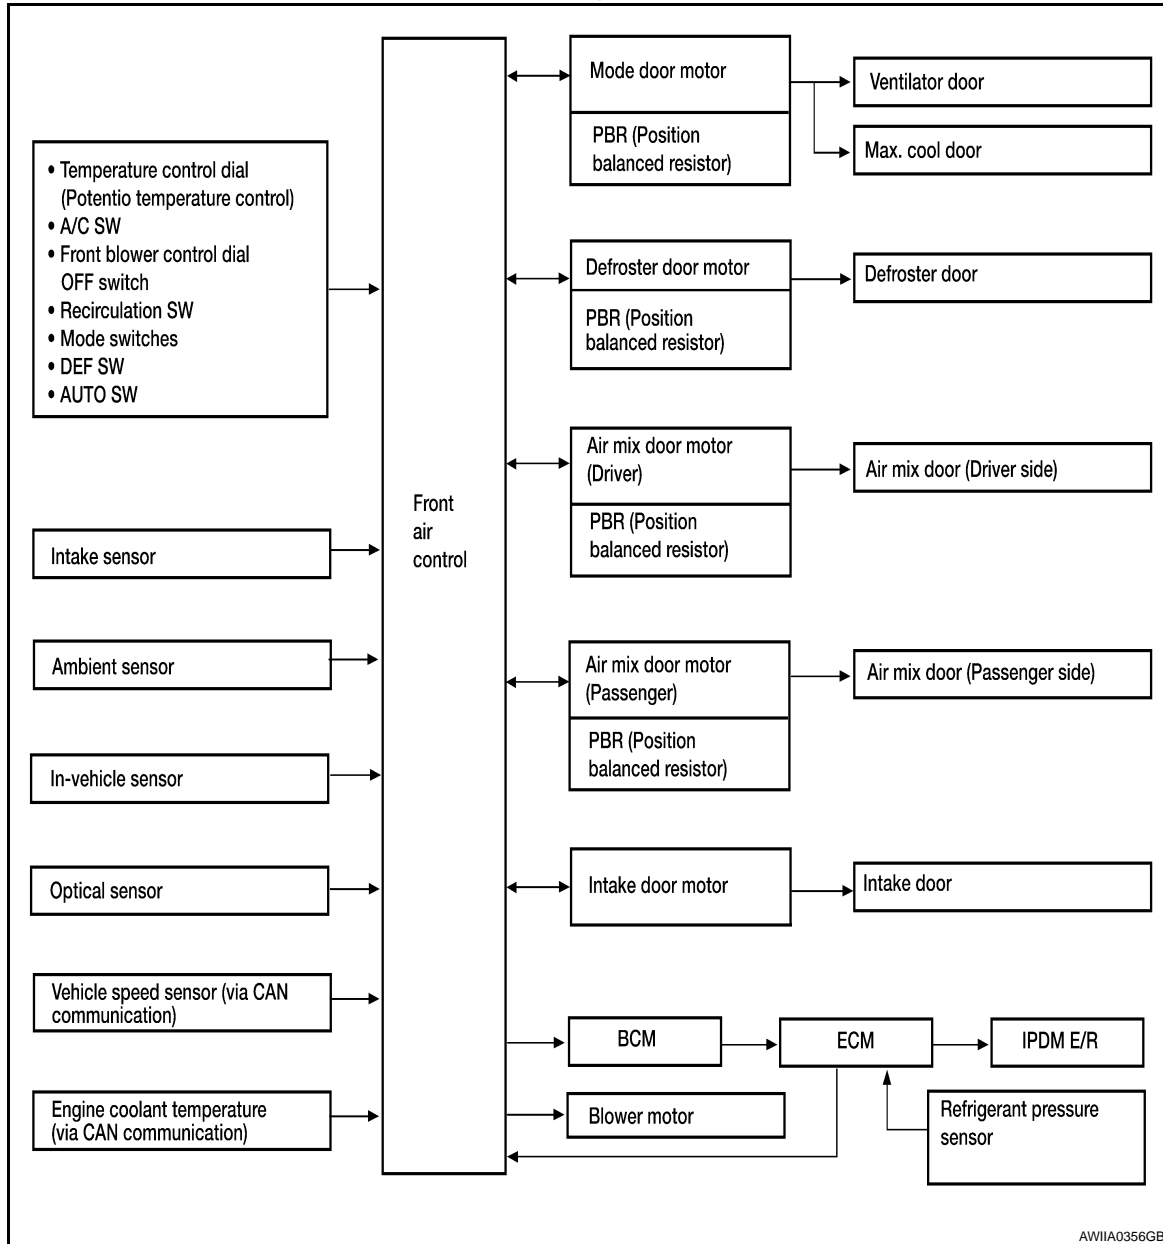 • Temperature control dial
(Potentio temperature control)
• A/C SW
• Front blower control dial
OFF switch
• Recirculation SW
• Mode switches
• DEF SW
• AUTO SW
Intake sensor
Ambient sensor
In-vehicle sensor
Optical sensor
Vehicle speed sensor (via CAN
communication)
Engine coolant temperature
(via CAN communication)
Front
air
control
Mode door motor
PBR (Position
balanced resistor)
Ventilator door
Max. cool door
Defroster door motor
PBR (Position
balanced resistor)
Defroster door
Air mix door motor
(Driver)
PBR (Position
balanced resistor)
Air mix door (Driver side)
Air mix door motor
(Passenger)
PBR (Position
balanced resistor)
Air mix door (Passenger side)
Intake door motor
Intake door
BCM
ECM
IPDM E/R
Blower motor
Refrigerant pressure
sensor
AWIIA0356GB